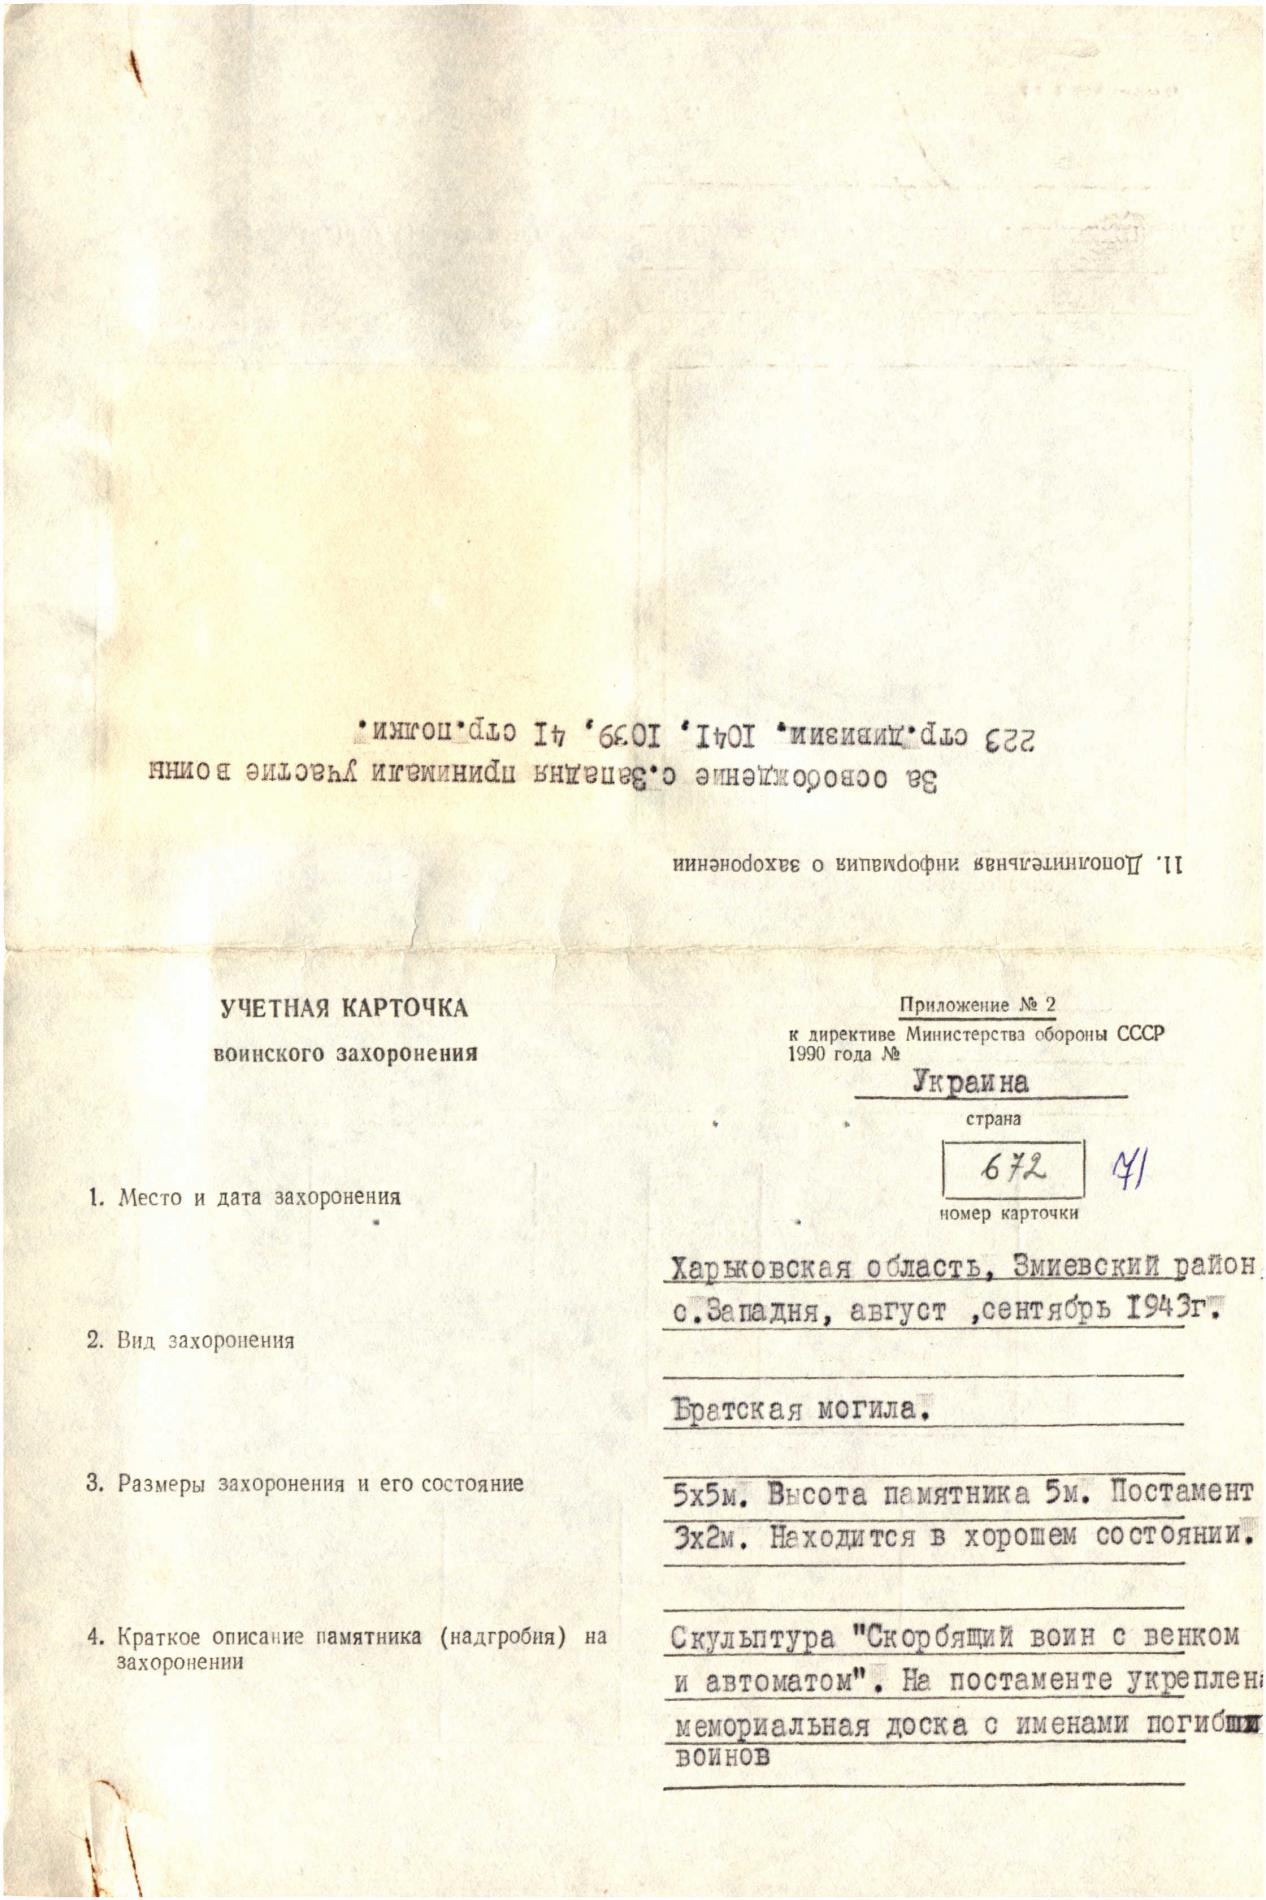 11. Дополнительная информация о захоронении
За освобождение с.Западня принимали участие воины
223 стр.дивизии. 1041, 1039, 41 стр.полки.
УЧЕТНАЯ КАРТОЧКА
воинского захоронения
Приложение № 2
к директиве Министерства обороны СССР
1990 года №
Украина
страна
672 71
номер карточки
1. Место и дата захоронения
Харьковская область, Змиевский район
с.Западня, август ,сентябрь 1943г.
2. Вид захоронения
Братская могила.
3. Размеры захоронения и его состояние
5х5м. Высота памятника 5м. Постамент
3х2м. Находится в хорошем состоянии.
4. Краткое описание памятника (надгробия) на
захоронении
Скульптура "Скорбящий воин с венком
и автоматом". На постаменте укреплена
мемориальная доска с именами погибши
воинов